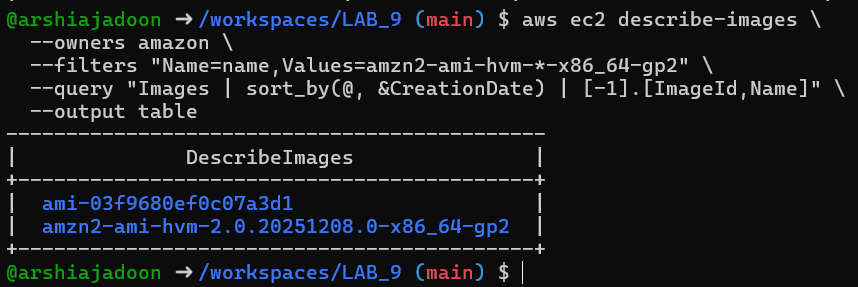 @arshiajadoon ➜ /workspaces/LAB_9 (main) $ aws ec2 describe-images \
  --owners amazon \
  --filters "Name=name,Values=amzn2-ami-hvm-*-x86_64-gp2" \
  --query "Images | sort_by(@, &CreationDate) | [-1].[ImageId,Name]" \
  --output table
----------------------------------------------
|               DescribeImages               |
+--------------------------------------------+
|  ami-03f9680ef0c07a3d1                     |
|  amzn2-ami-hvm-2.0.20251208.0-x86_64-gp2  |
+--------------------------------------------+
@arshiajadoon ➜ /workspaces/LAB_9 (main) $